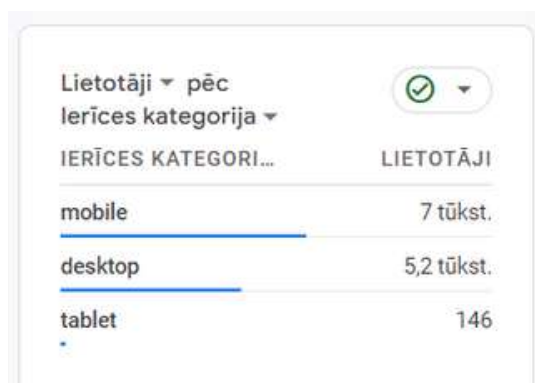 Lietotāji pēc
Ierīces kategorija
IERĪCES KATEGORI... LIETOTĀJI
mobile 7 tūkst.
desktop 5,2 tūkst.
tablet 146